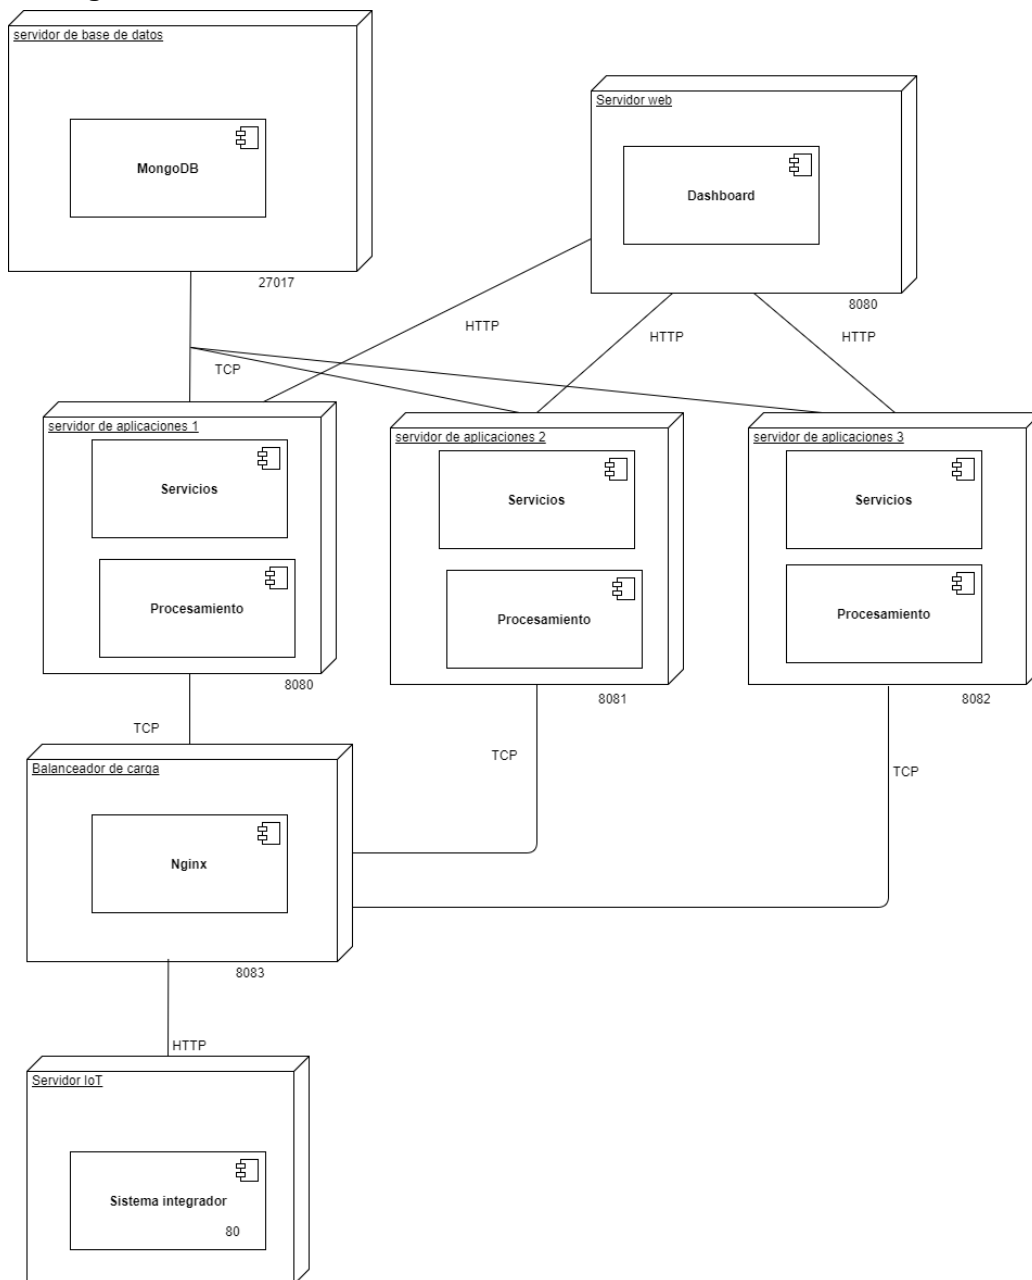 servidor de base de datos
MongoDB
27017
Servidor web
Dashboard
8080
HTTP
HTTP
HTTP
TCP
servidor de aplicaciones 1
Servicios
Procesamiento
8080
servidor de aplicaciones 2
Servicios
Procesamiento
8081
servidor de aplicaciones 3
Servicios
Procesamiento
8082
TCP
TCP
TCP
Balanceador de carga
Nginx
8083
HTTP
Servidor IoT
Sistema integrador
80